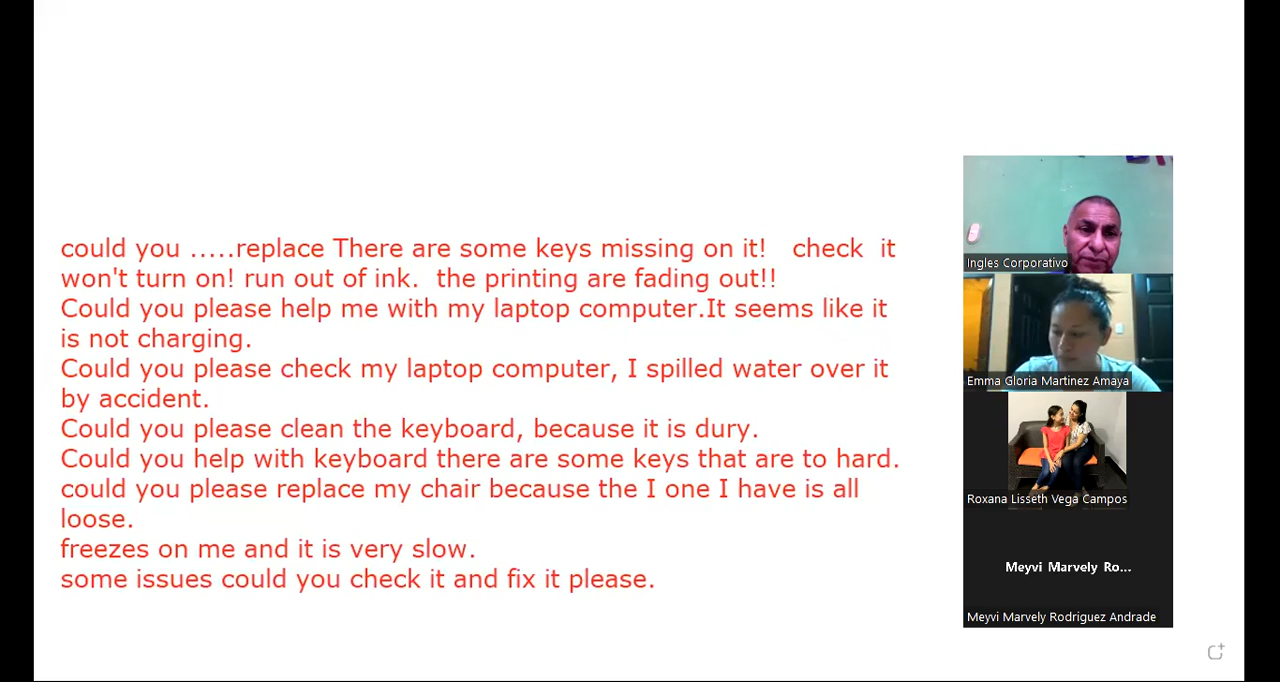 could you .....replace There are some keys missing on it!   check  it
won't turn on! run out of ink.  the printing are fading out!!
Could you please help me with my laptop computer.It seems like it
is not charging.
Could you please check my laptop computer, I spilled water over it
by accident.
Could you please clean the keyboard, because it is dury.
Could you help with keyboard there are some keys that are to hard.
could you please replace my chair because the I one I have is all
loose.
freezes on me and it is very slow.
some issues could you check it and fix it please.
Ingles Corporativo
Emma Gloria Martinez Amaya
Roxana Lisseth Vega Campos
Meyvi Marvely Ro...
Meyvi Marvely Rodriguez Andrade